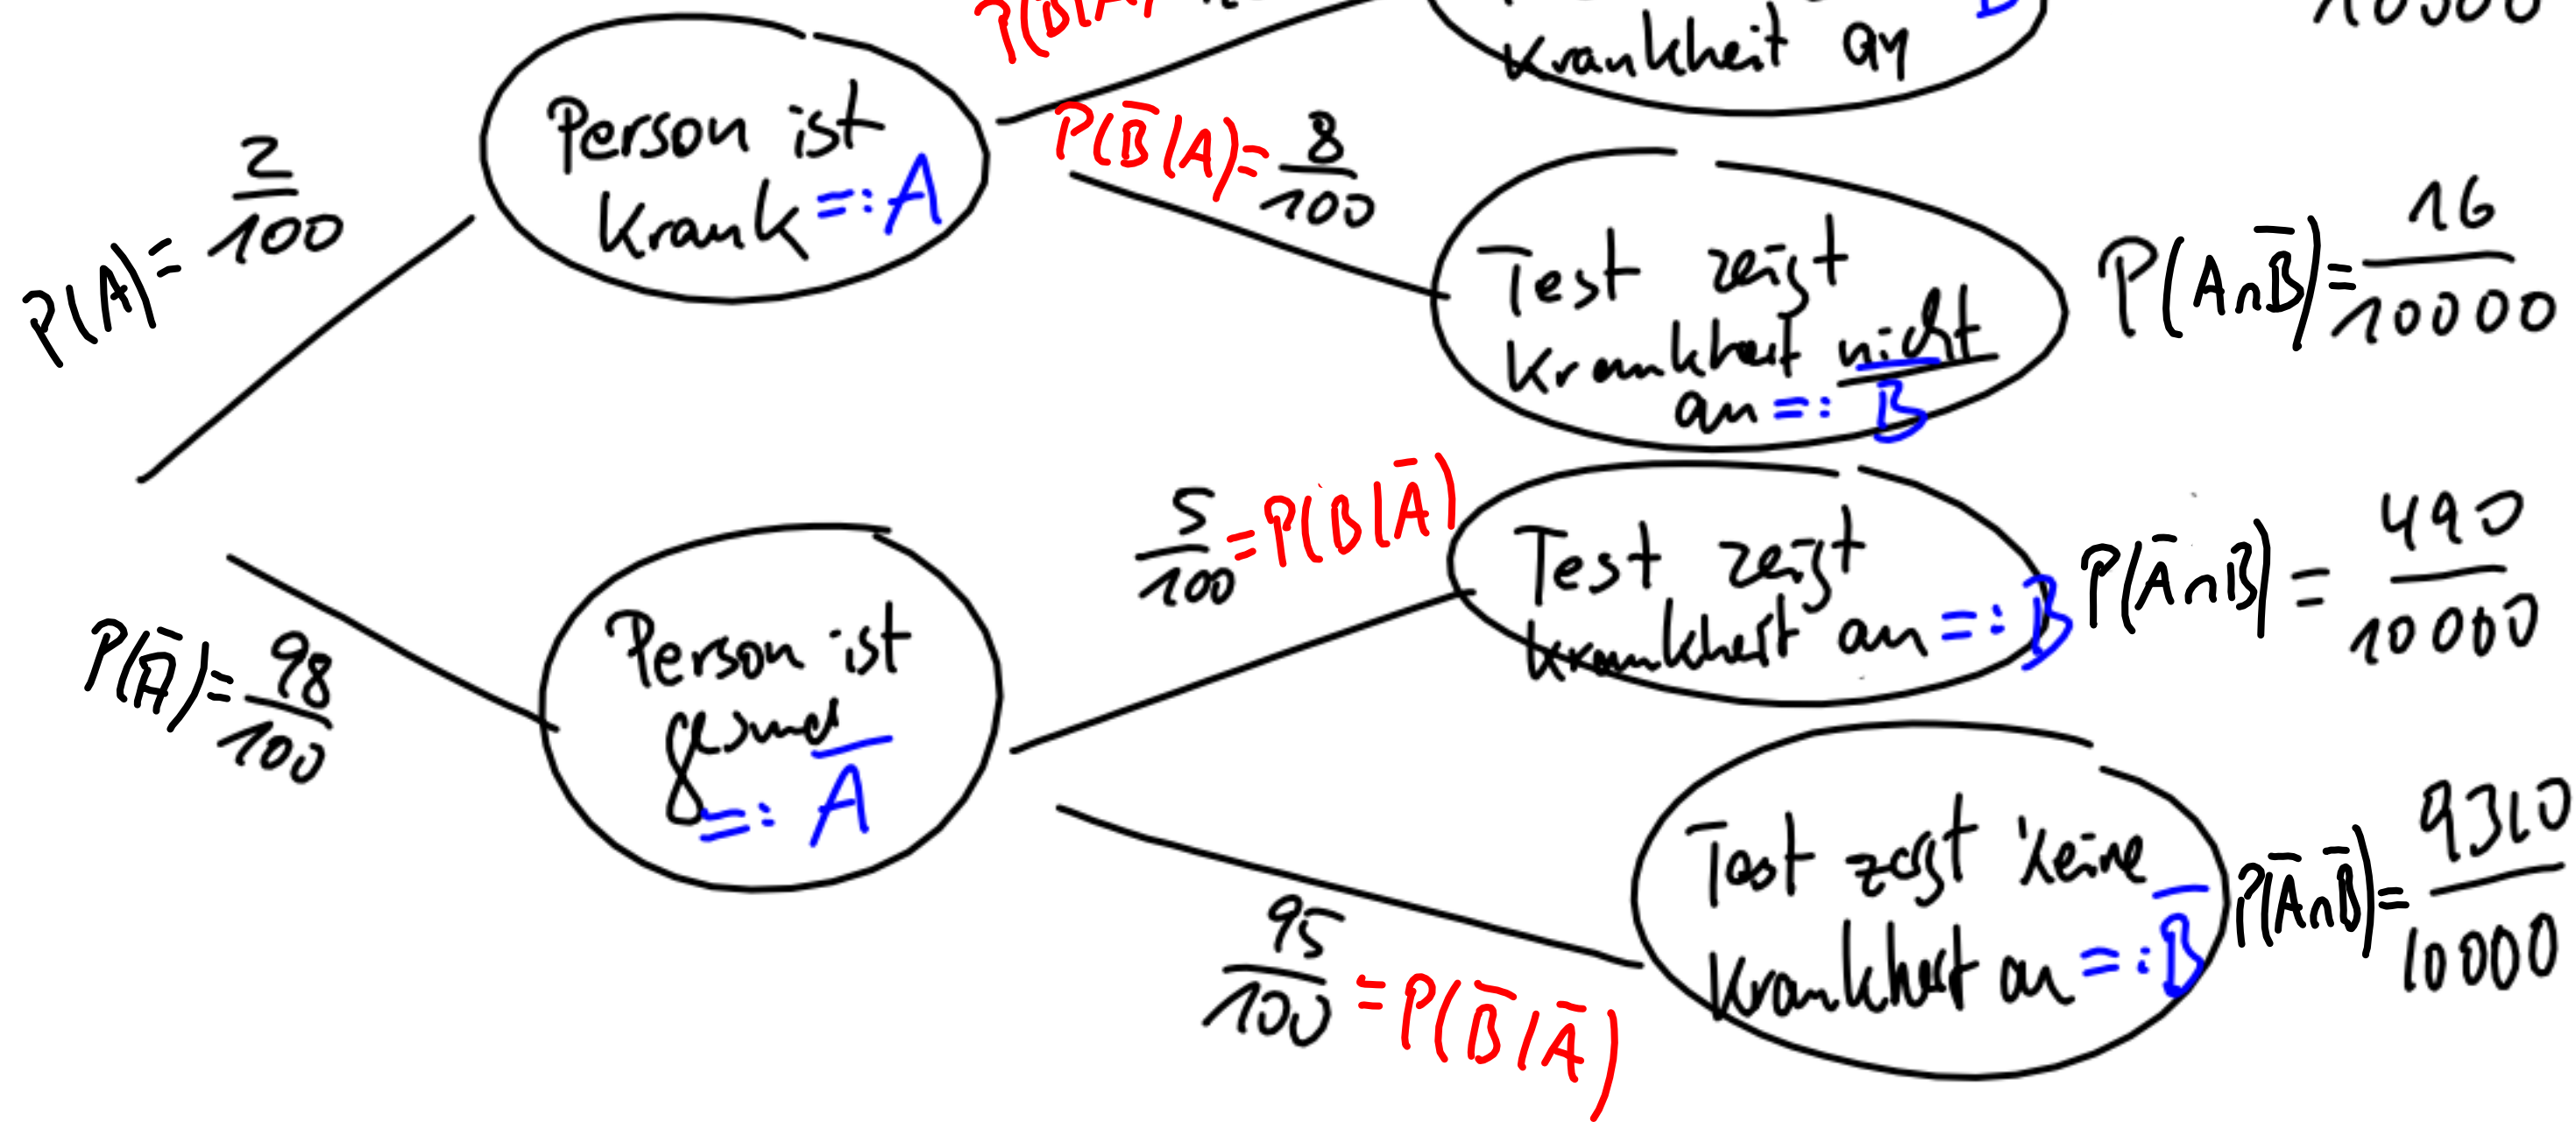 P(B|A)
Krankheit an
B
10000
P(A)= 2/100
Person ist
krank =: A
P(B̅|A)= 8/100
Test zeigt
Krankheit nicht
an =: B̅
P(A∩B̅)= 16/10000
5/100 = P(B|A̅)
Test zeigt
Krankheit an =: B
P(A̅∩B) = 490/10000
P(A̅)= 98/100
Person ist
gesund
=: A̅
95/100 = P(B̅|A̅)
Test zeigt keine
Krankheit an =: B̅
P(A̅∩B̅)= 9310/10000